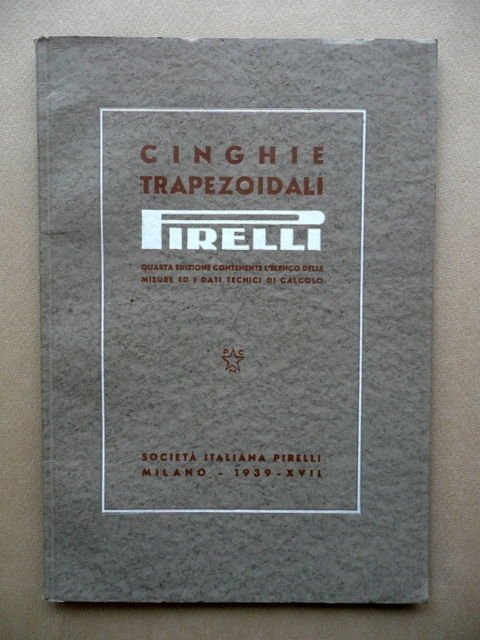 CINGHIE
TRAPEZOIDALI
PIRELLI
QUARTA EDIZIONE CONTENENTE L'ELENCO DELLE
MISURE ED I DATI TECNICI DI CALCOLO
P C
M
SOCIETÀ ITALIANA PIRELLI
MILANO - 1939 - XVII